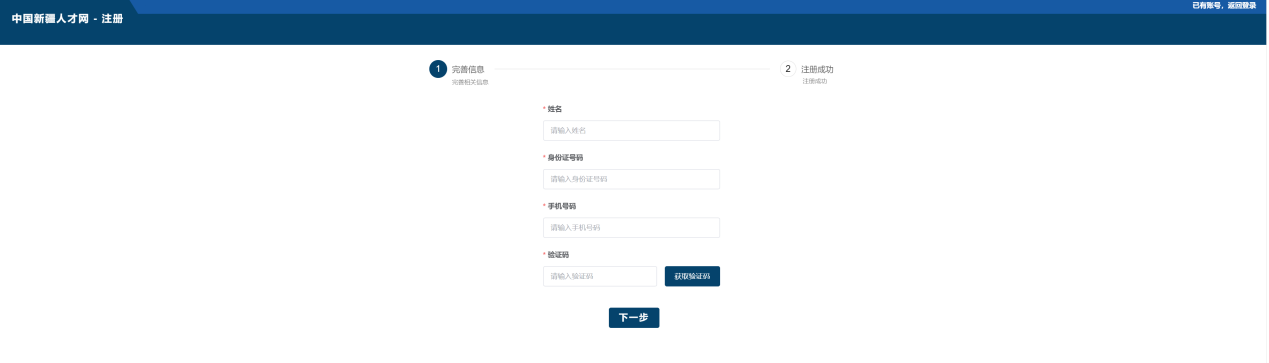 已有账号，返回登录
中国新疆人才网 - 注册
1 完善信息 2 注册成功
完善相关信息 注册成功
* 姓名
请输入姓名
* 身份证号码
请输入身份证号码
* 手机号码
请输入手机号码
* 验证码
请输入验证码 获取验证码
下一步